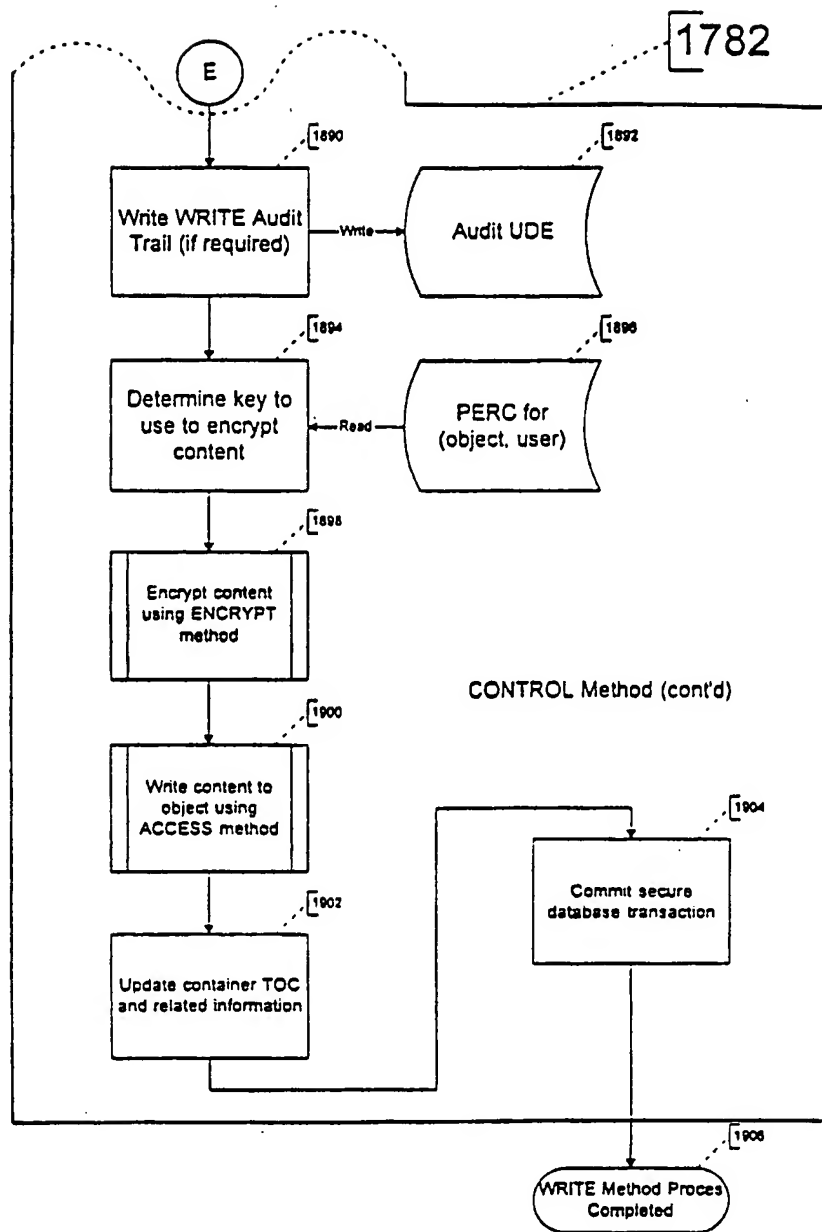 1782
E
1890
Write WRITE Audit
Trail (if required)
Write
1892
Audit UDE
1894
Determine key to
use to encrypt
content
Read
1896
PERC for
(object, user)
1898
Encrypt content
using ENCRYPT
method
CONTROL Method (cont'd)
1900
Write content to
object using
ACCESS method
1902
Update container TOC
and related information
1904
Commit secure
database transaction
1906
WRITE Method Proces
Completed